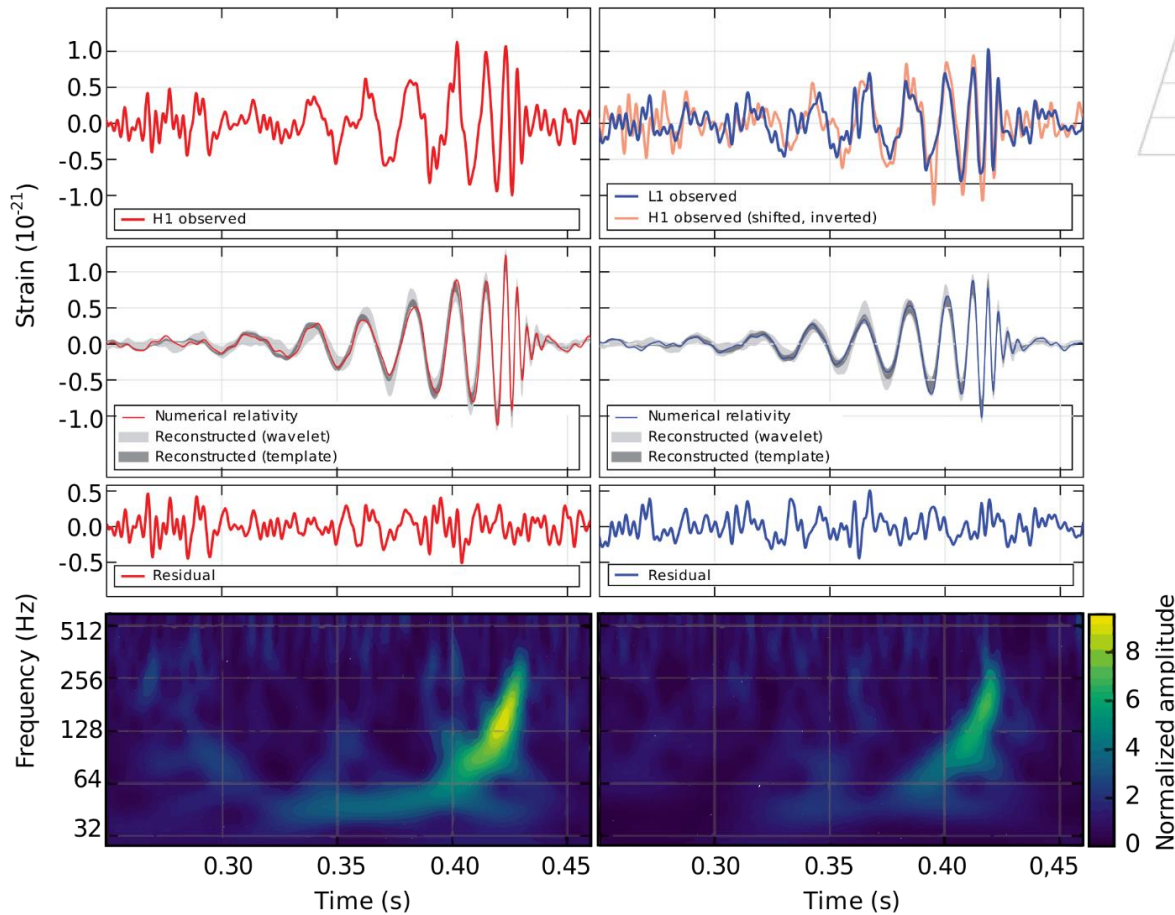 Strain (10⁻²¹)
1.0
0.5
0.0
-0.5
-1.0
H1 observed
L1 observed
H1 observed (shifted, inverted)
1.0
0.5
0.0
-0.5
-1.0
Numerical relativity
Reconstructed (wavelet)
Reconstructed (template)
Numerical relativity
Reconstructed (wavelet)
Reconstructed (template)
0.5
0.0
-0.5
Residual
Residual
Frequency (Hz)
512
256
128
64
32
Normalized amplitude
8
6
4
2
0
0.30 0.35 0.40 0.45
0.30 0.35 0.40 0,45
Time (s)
Time (s)